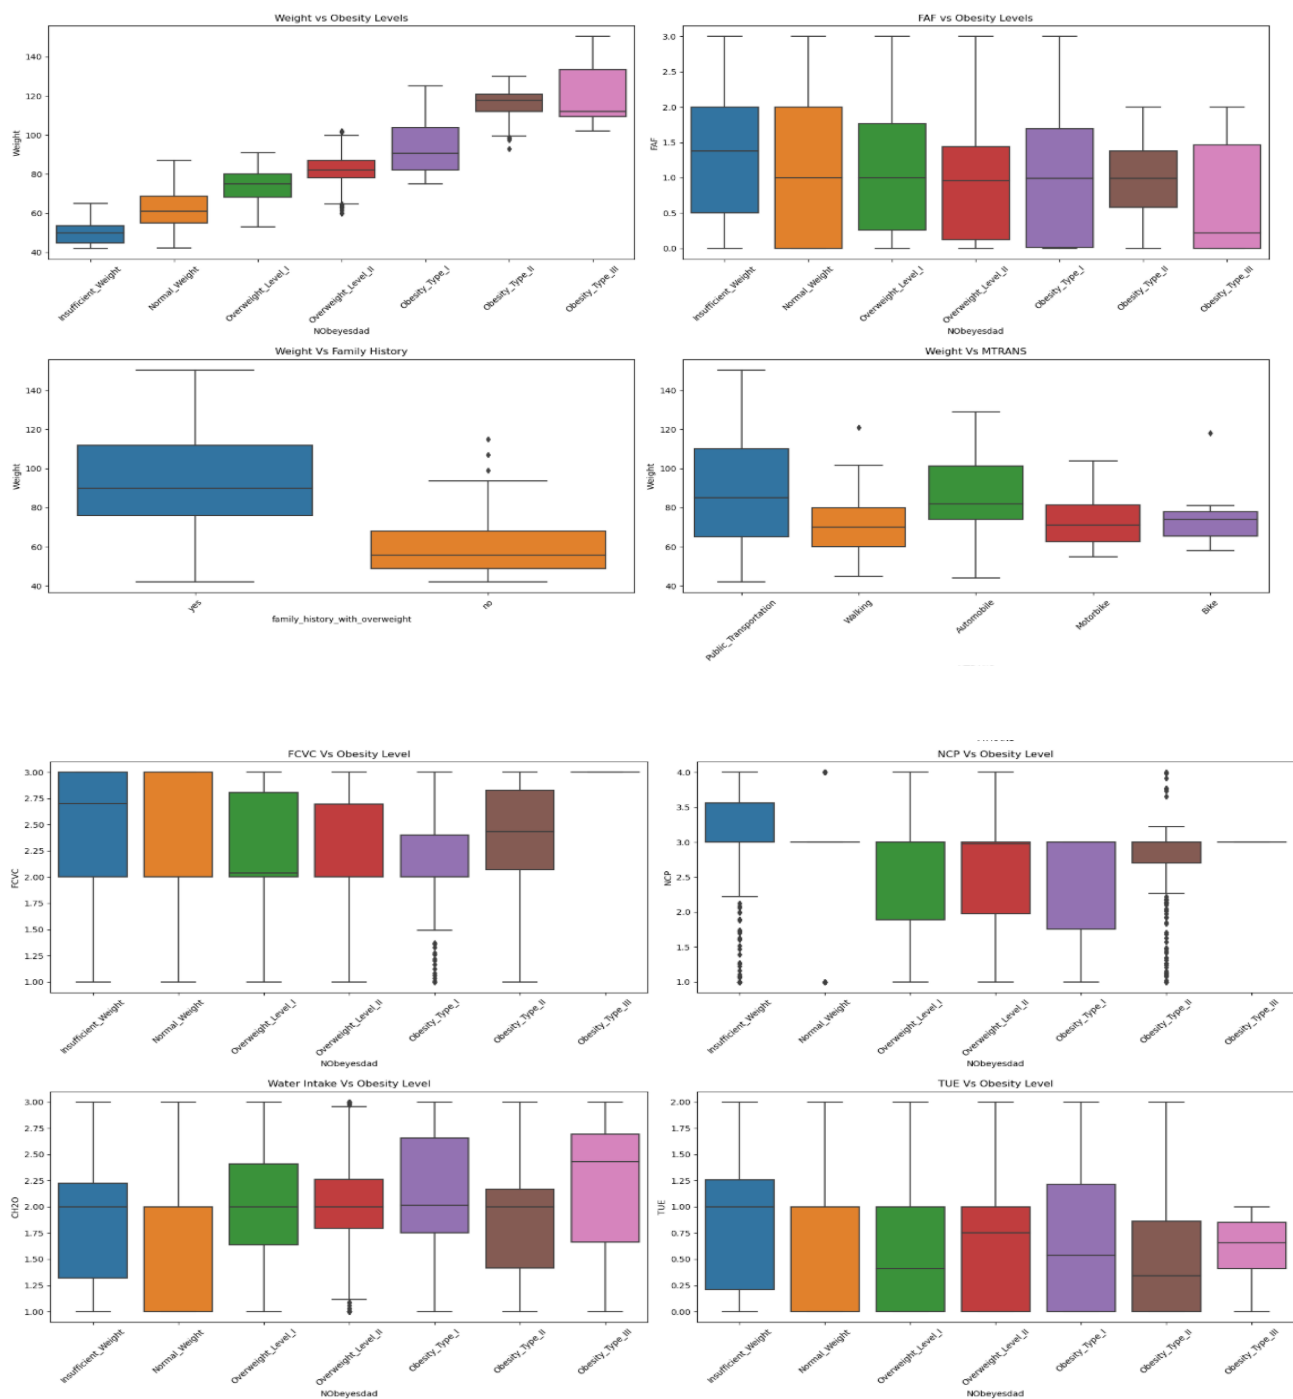 Weight vs Obesity Levels
Weight
140
120
100
80
60
40
Insufficient_Weight
Normal_Weight
Overweight_Level_I
Overweight_Level_II
Obesity_Type_I
Obesity_Type_II
Obesity_Type_III
NObeyesdad
FAF vs Obesity Levels
FAF
3.0
2.5
2.0
1.5
1.0
0.5
0.0
Insufficient_Weight
Normal_Weight
Overweight_Level_I
Overweight_Level_II
Obesity_Type_I
Obesity_Type_II
Obesity_Type_III
NObeyesdad
Weight Vs Family History
Weight
140
120
100
80
60
40
yes
no
family_history_with_overweight
Weight Vs MTRANS
Weight
140
120
100
80
60
40
Public_Transportation
Walking
Automobile
Motorbike
Bike
FCVC Vs Obesity Level
FCVC
3.00
2.75
2.50
2.25
2.00
1.75
1.50
1.25
1.00
Insufficient_Weight
Normal_Weight
Overweight_Level_I
Overweight_Level_II
Obesity_Type_I
Obesity_Type_II
Obesity_Type_III
NObeyesdad
NCP Vs Obesity Level
NCP
4.0
3.5
3.0
2.5
2.0
1.5
1.0
Insufficient_Weight
Normal_Weight
Overweight_Level_I
Overweight_Level_II
Obesity_Type_I
Obesity_Type_II
Obesity_Type_III
NObeyesdad
Water Intake Vs Obesity Level
CH2O
3.00
2.75
2.50
2.25
2.00
1.75
1.50
1.25
1.00
Insufficient_Weight
Normal_Weight
Overweight_Level_I
Overweight_Level_II
Obesity_Type_I
Obesity_Type_II
Obesity_Type_III
NObeyesdad
TUE Vs Obesity Level
TUE
2.00
1.75
1.50
1.25
1.00
0.75
0.50
0.25
0.00
Insufficient_Weight
Normal_Weight
Overweight_Level_I
Overweight_Level_II
Obesity_Type_I
Obesity_Type_II
Obesity_Type_III
NObeyesdad